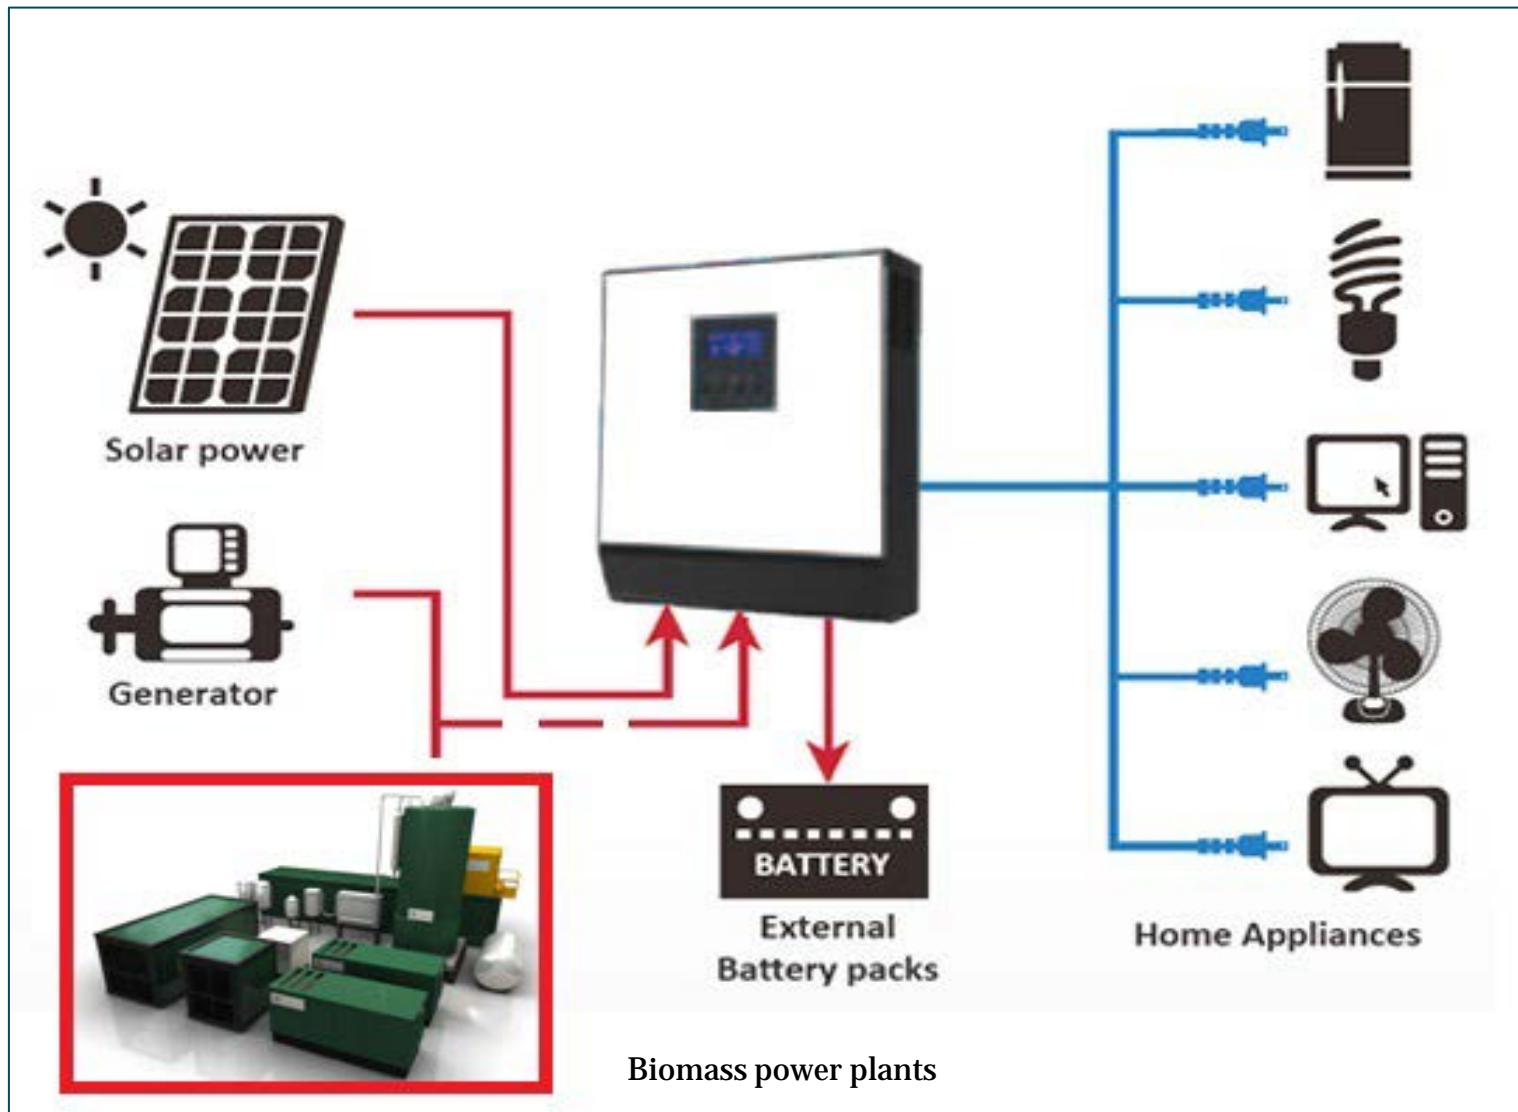 Solar power
Generator
BATTERY
External
Battery packs
Home Appliances
Biomass power plants